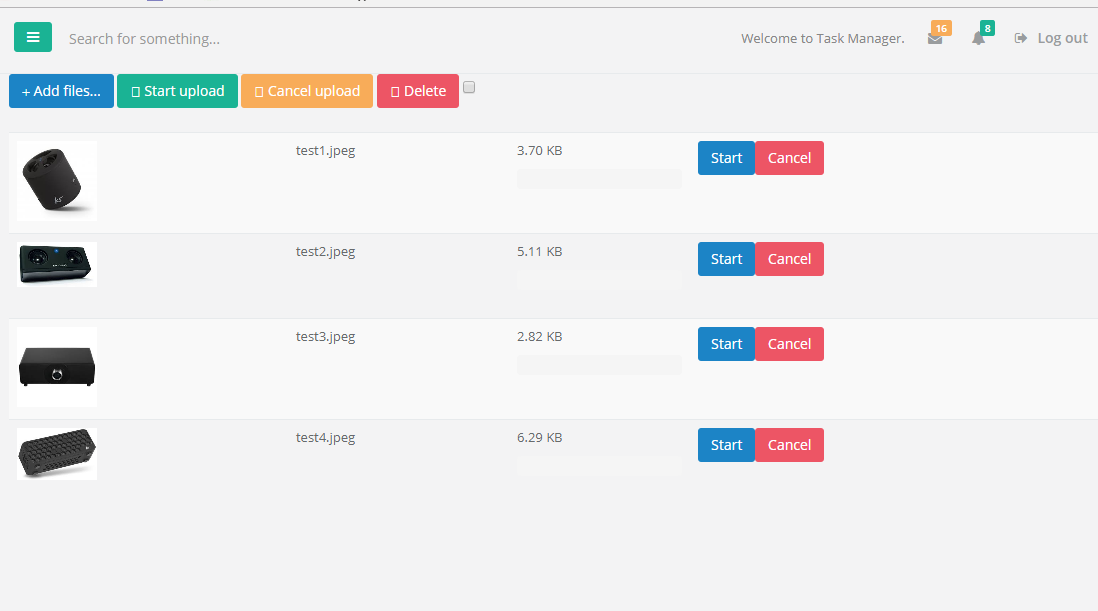 Search for something...
Welcome to Task Manager.
16
8
Log out
+ Add files...
Start upload
Cancel upload
Delete
test1.jpeg
3.70 KB
Start
Cancel
test2.jpeg
5.11 KB
Start
Cancel
test3.jpeg
2.82 KB
Start
Cancel
test4.jpeg
6.29 KB
Start
Cancel